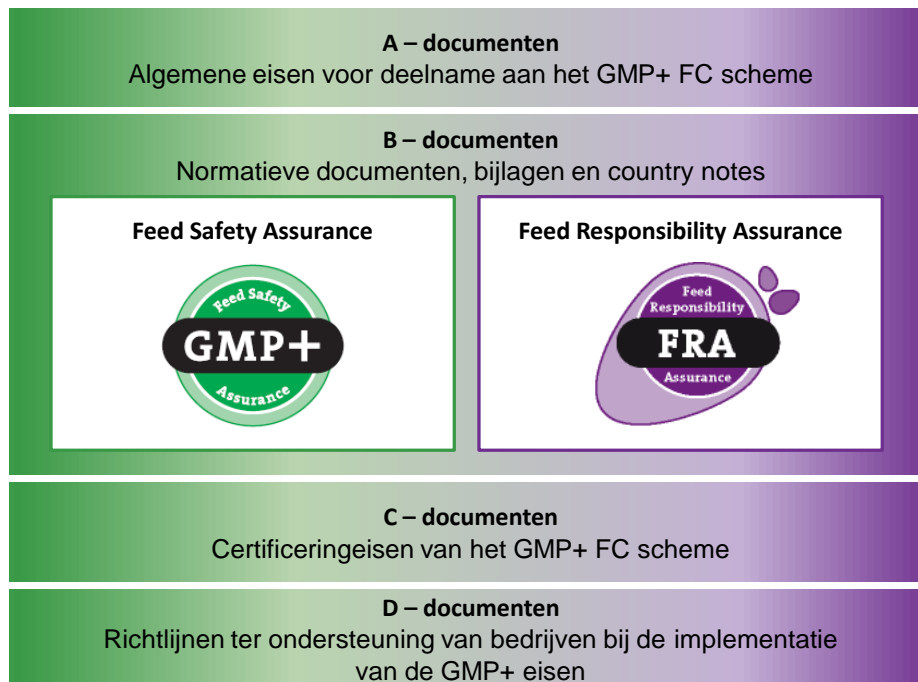 A – documenten
Algemene eisen voor deelname aan het GMP+ FC scheme
B – documenten
Normatieve documenten, bijlagen en country notes
Feed Safety Assurance
Feed Safety
GMP+
Assurance
Feed Responsibility Assurance
Feed
Responsibility
FRA
Assurance
C – documenten
Certificeringeisen van het GMP+ FC scheme
D – documenten
Richtlijnen ter ondersteuning van bedrijven bij de implementatie
van de GMP+ eisen